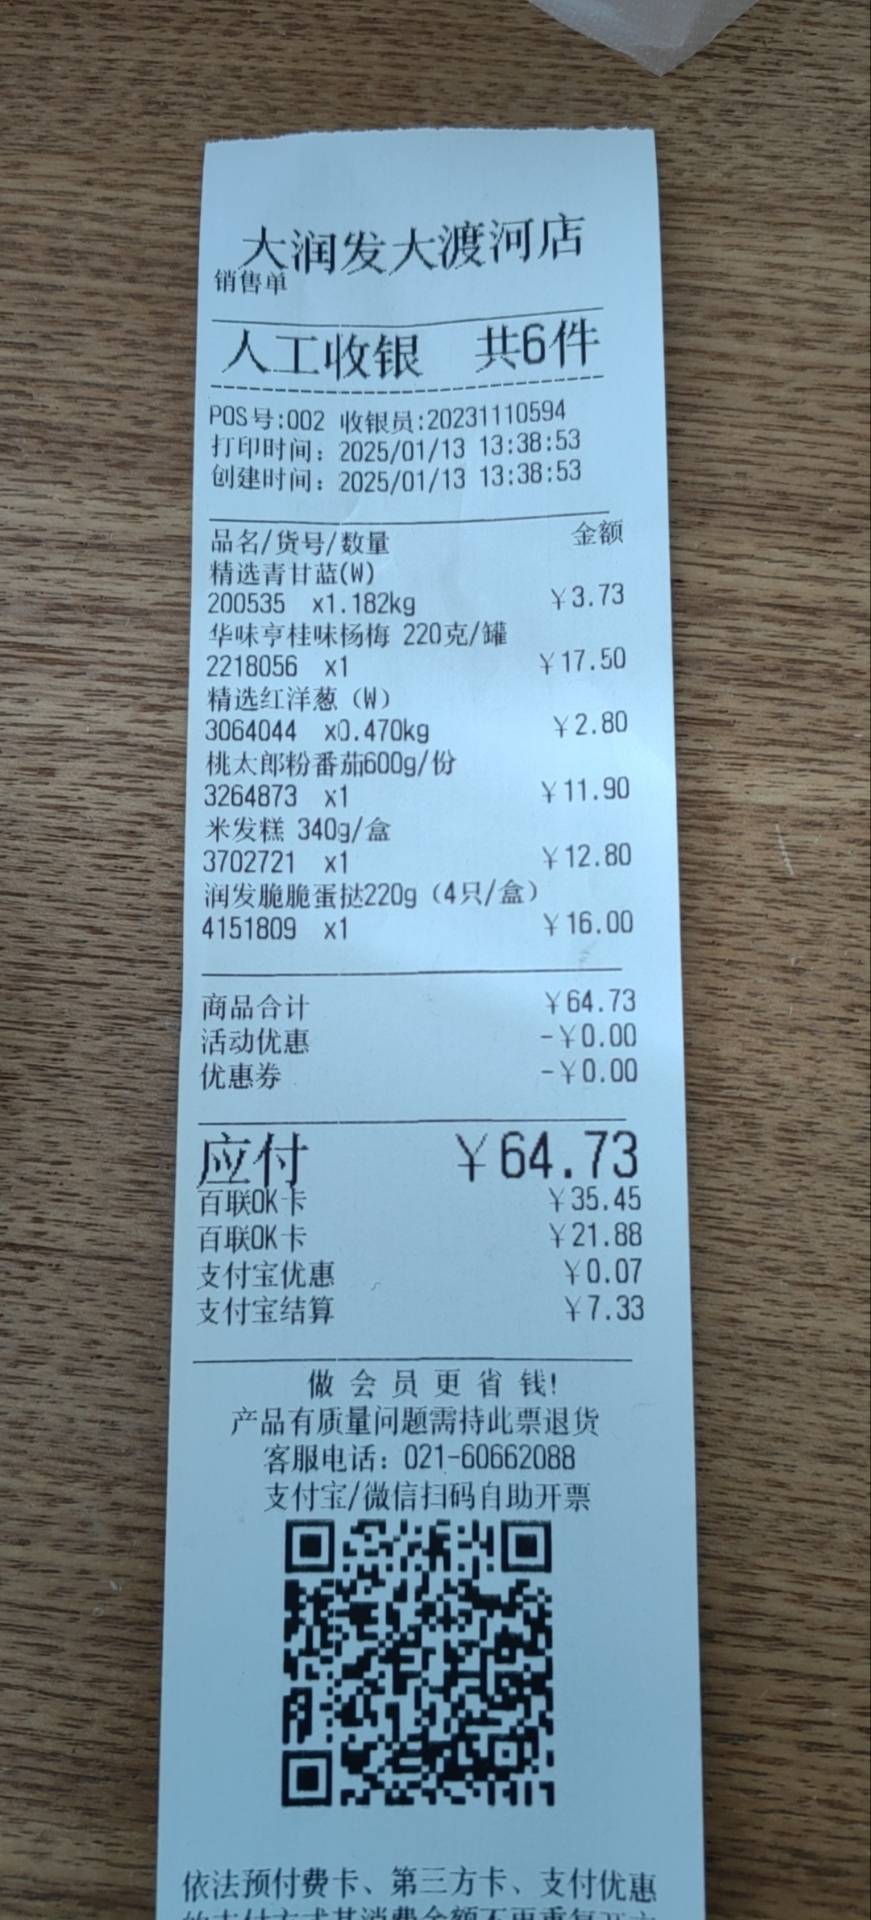 大润发大渡河店
销售单
人工收银 共6件
POS号:002 收银员:20231110594
打印时间：2025/01/13 13:38:53
创建时间：2025/01/13 13:38:53
品名/货号/数量 金额
精选青甘蓝(W)
200535 x1.182kg ￥3.73
华味亨桂味杨梅 220克/罐
2218056 x1 ￥17.50
精选红洋葱（W）
3064044 x0.470kg ￥2.80
桃太郎粉番茄600g/份
3264873 x1 ￥11.90
米发糕 340g/盒
3702721 x1 ￥12.80
润发脆脆蛋挞220g（4只/盒）
4151809 x1 ￥16.00
商品合计 ￥64.73
活动优惠 -￥0.00
优惠券 -￥0.00
应付 ￥64.73
百联OK卡 ￥35.45
百联OK卡 ￥21.88
支付宝优惠 ￥0.07
支付宝结算 ￥7.33
做会员更省钱!
产品有质量问题需持此票退货
客服电话：021-60662088
支付宝/微信扫码自助开票
依法预付费卡、第三方卡、支付优惠